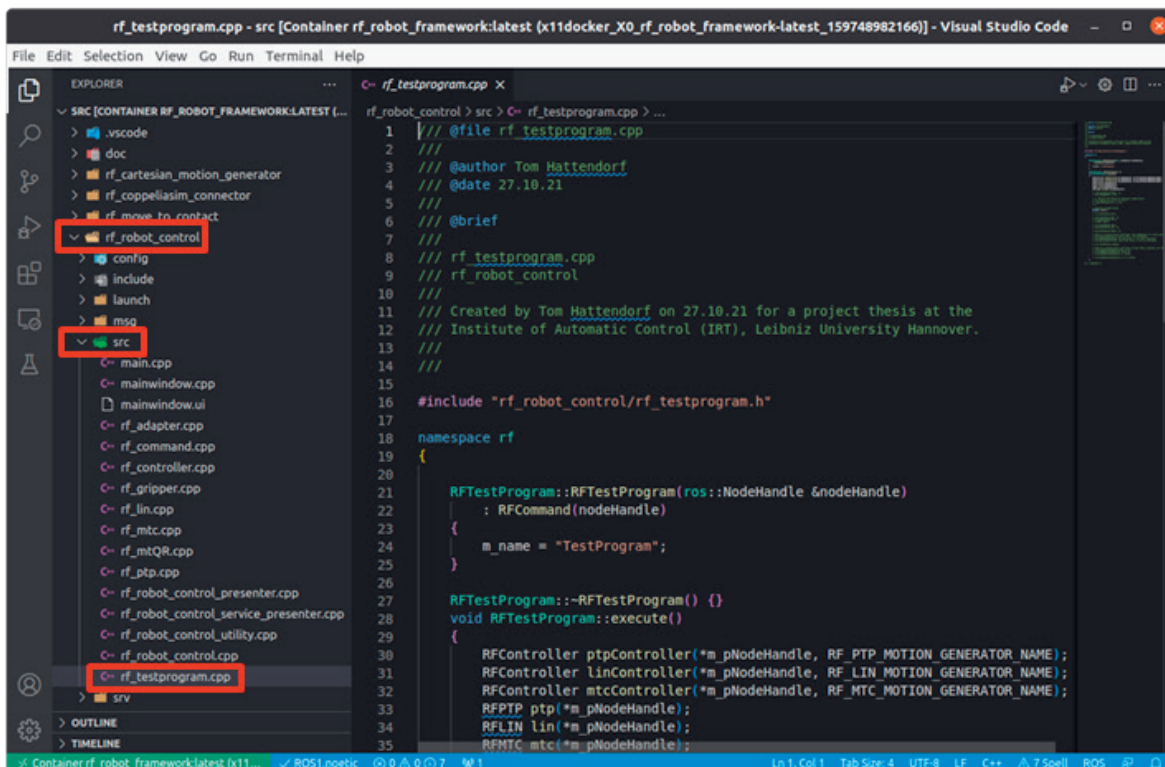 rf_testprogram.cpp - src [Container rf_robot_framework:latest (x11docker_X0_rf_robot_framework-latest_159748982166)] - Visual Studio Code
File Edit Selection View Go Run Terminal Help
EXPLORER
SRC [CONTAINER RF_ROBOT_FRAMEWORK:LATEST (...
.vscode
doc
rf_cartesian_motion_generator
rf_coppeliasim_connector
rf_move_to_contact
rf_robot_control
config
include
launch
msg
src
main.cpp
mainwindow.cpp
mainwindow.ui
rf_adapter.cpp
rf_command.cpp
rf_controller.cpp
rf_gripper.cpp
rf_lin.cpp
rf_mtc.cpp
rf_mtQR.cpp
rf_ptp.cpp
rf_robot_control_presenter.cpp
rf_robot_control_service_presenter.cpp
rf_robot_control_utility.cpp
rf_robot_control.cpp
rf_testprogram.cpp
srv
OUTLINE
TIMELINE
rf_testprogram.cpp
rf_robot_control > src > rf_testprogram.cpp > ...
1 /// @file rf_testprogram.cpp
2 ///
3 /// @author Tom Hattendorf
4 /// @date 27.10.21
5 ///
6 /// @brief
7 ///
8 /// rf_testprogram.cpp
9 /// rf_robot_control
10 ///
11 /// Created by Tom Hattendorf on 27.10.21 for a project thesis at the
12 /// Institute of Automatic Control (IRT), Leibniz University Hannover.
13 ///
14 ///
15
16 #include "rf_robot_control/rf_testprogram.h"
17
18 namespace rf
19 {
20
21 RFTestProgram::RFTestProgram(ros::NodeHandle &nodeHandle)
22 : RFCommand(nodeHandle)
23 {
24 m_name = "TestProgram";
25 }
26
27 RFTestProgram::~RFTestProgram() {}
28 void RFTestProgram::execute()
29 {
30 RFController ptpController(*m_pNodeHandle, RF_PTP_MOTION_GENERATOR_NAME);
31 RFController linController(*m_pNodeHandle, RF_LIN_MOTION_GENERATOR_NAME);
32 RFController mtcController(*m_pNodeHandle, RF_MTC_MOTION_GENERATOR_NAME);
33 RFPTP ptp(*m_pNodeHandle);
34 RFLIN lin(*m_pNodeHandle);
35 RFMTC mtc(*m_pNodeHandle);
Container rf_robot_framework:latest (x11... ROS1.noetic 0 0 7 1 Ln 1, Col 1 Tab Size: 4 UTF-8 LF C++ 7 Spell ROS